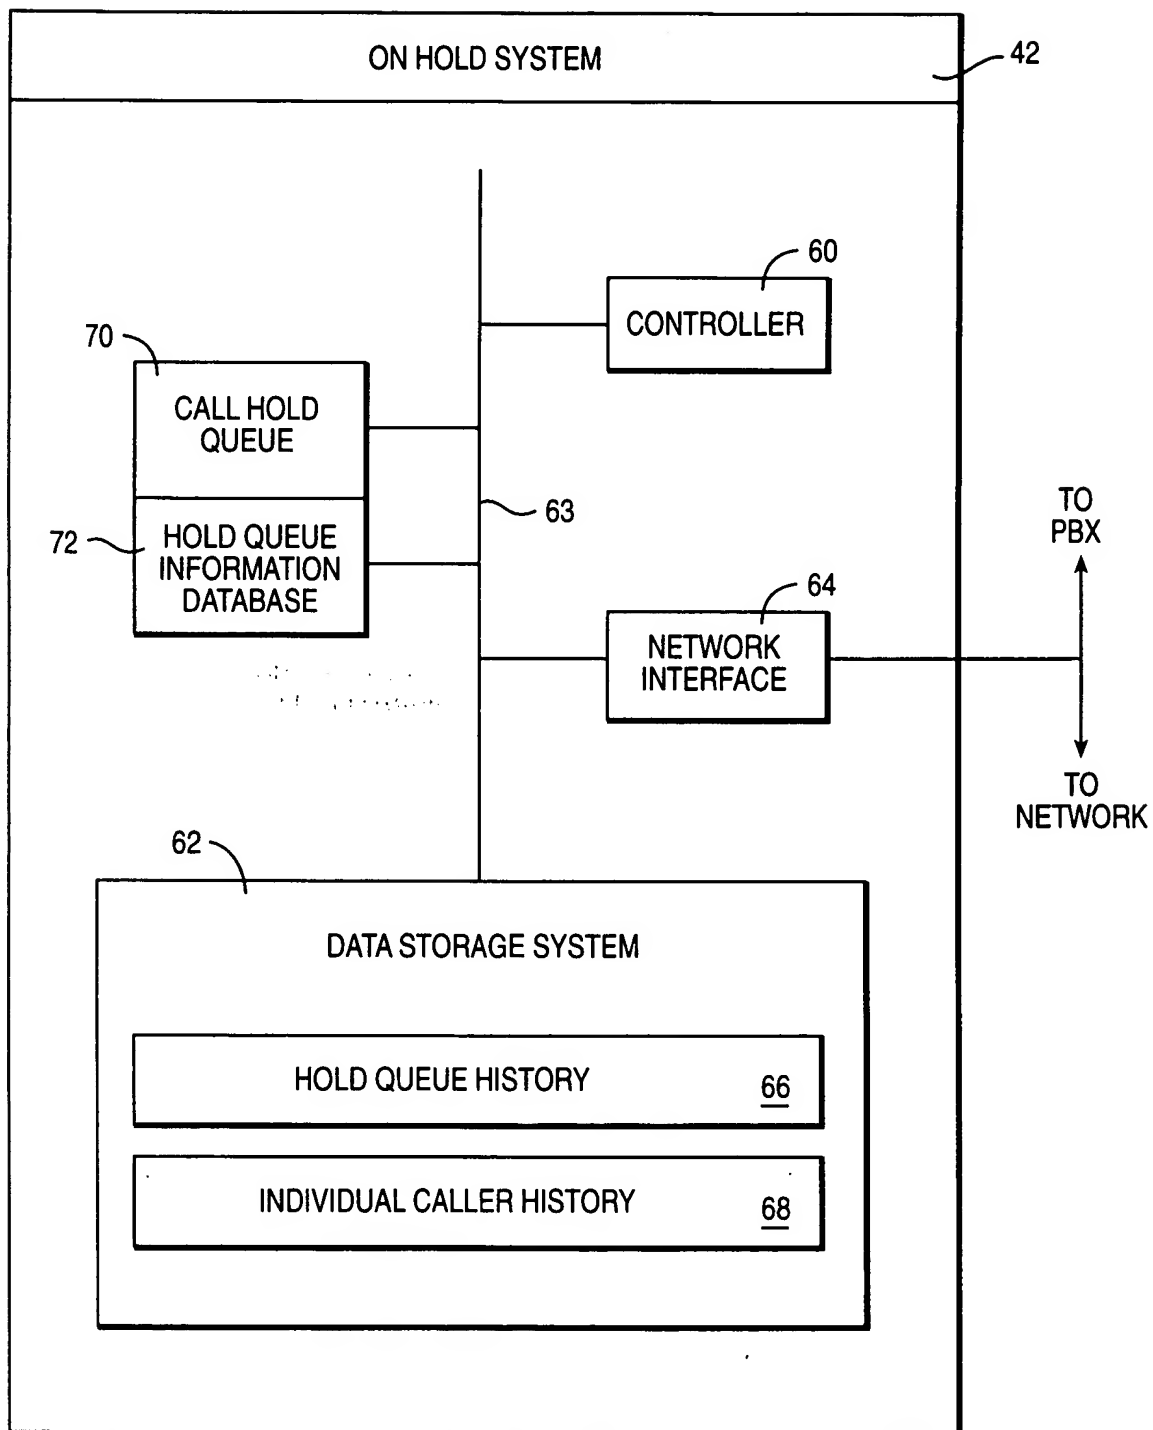 ON HOLD SYSTEM
42
60
CONTROLLER
70
CALL HOLD
QUEUE
63
72
HOLD QUEUE
INFORMATION
DATABASE
TO
PBX
64
NETWORK
INTERFACE
TO
NETWORK
62
DATA STORAGE SYSTEM
HOLD QUEUE HISTORY
66
INDIVIDUAL CALLER HISTORY
68